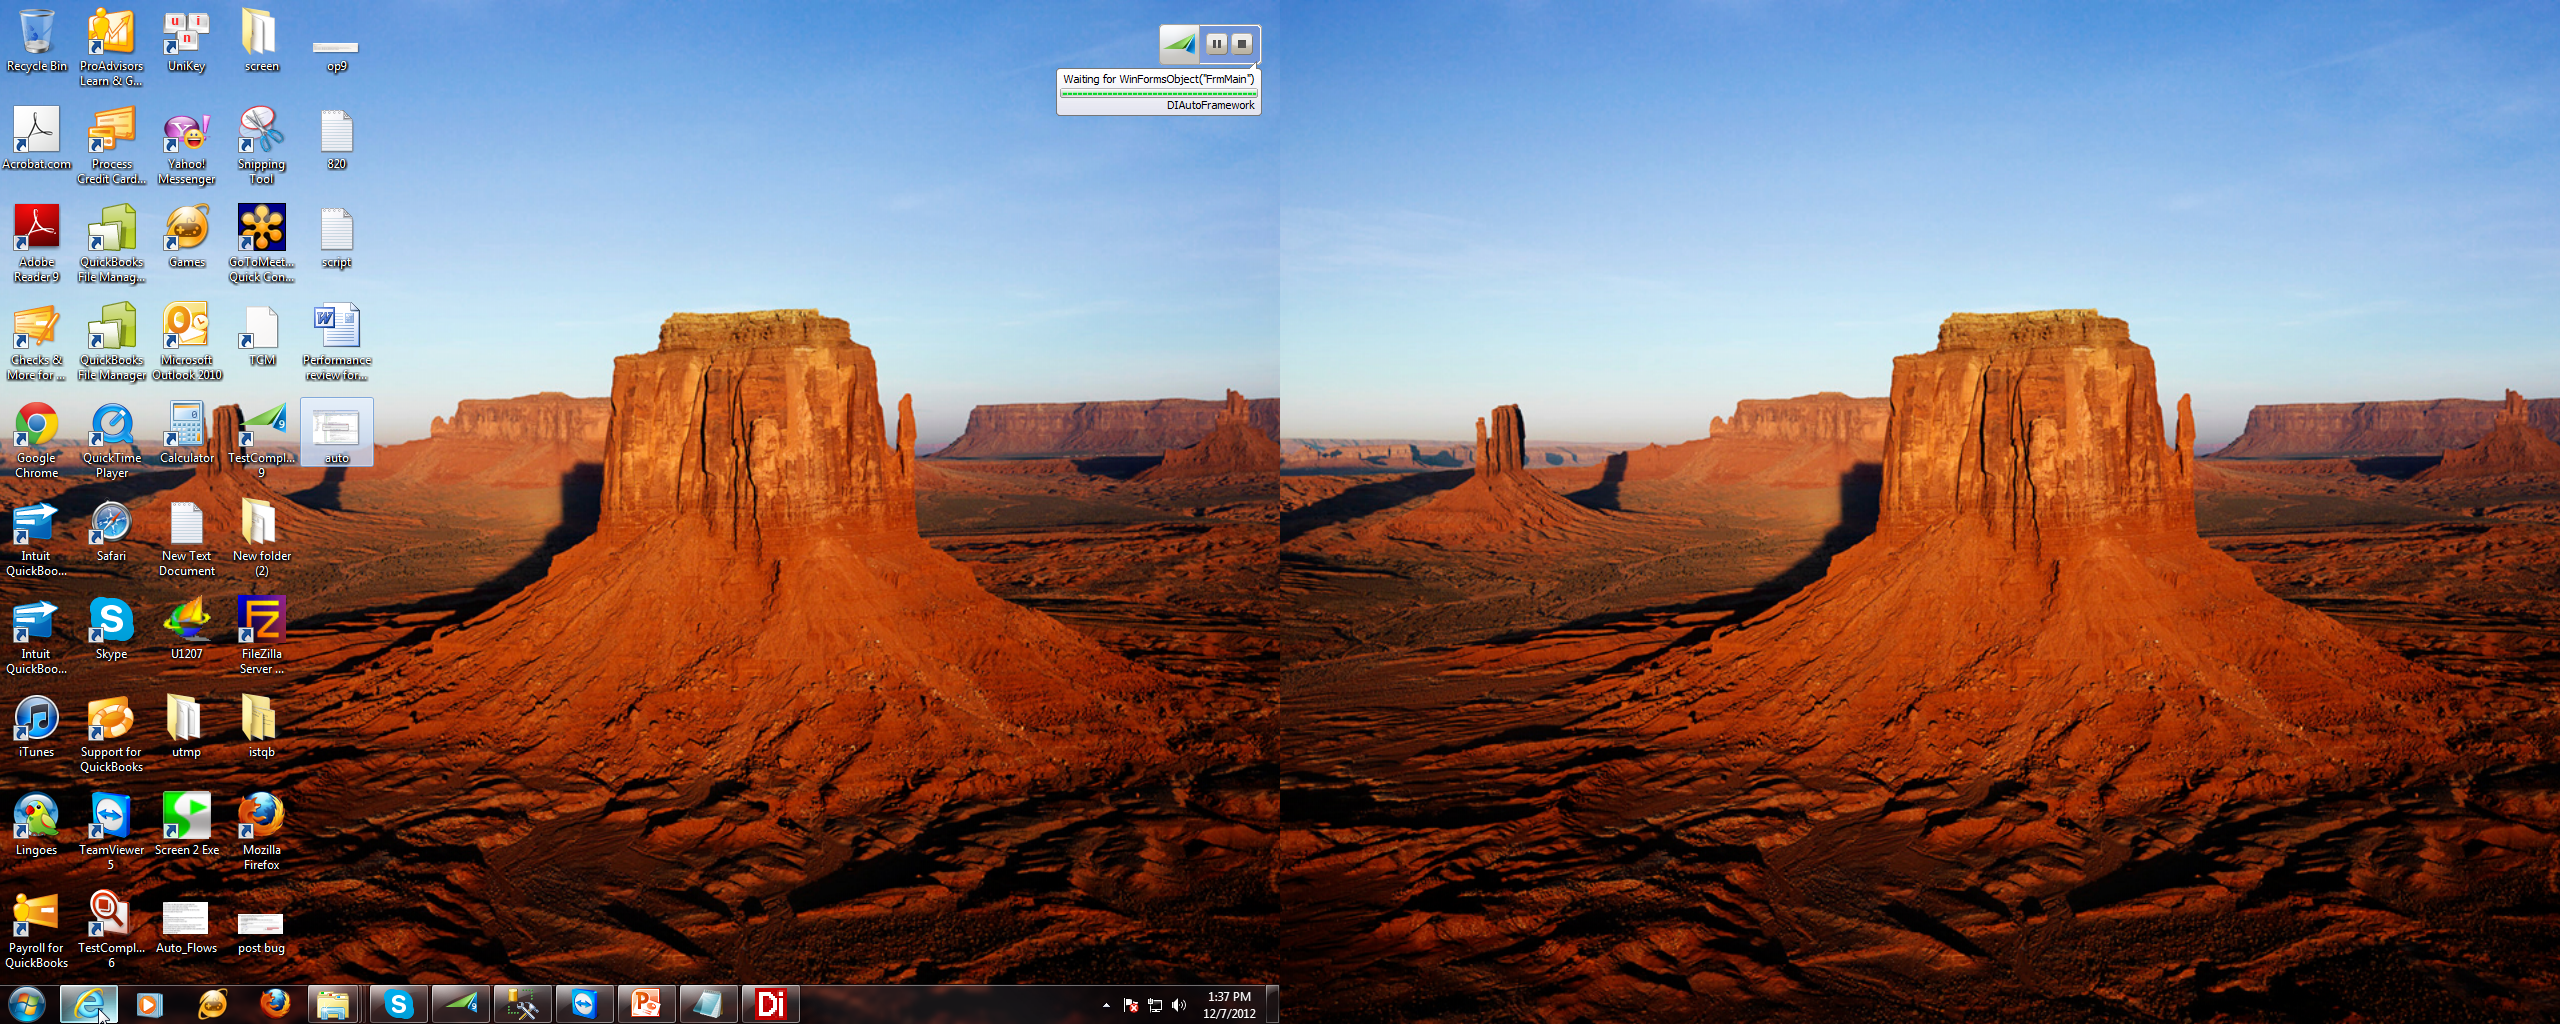 Recycle Bin
ProAdvisors
Learn & G...
UniKey
screen
op9
Acrobat.com
Process
Credit Card...
Yahoo!
Messenger
Snipping
Tool
820
Adobe
Reader 9
QuickBooks
File Manag...
Games
GoToMeet...
Quick Con...
script
Checks &
More for ...
QuickBooks
File Manager
Microsoft
Outlook 2010
TCM
Performance
review for...
Google
Chrome
QuickTime
Player
Calculator
TestCompl...
9
auto
Intuit
QuickBoo...
Safari
New Text
Document
New folder
(2)
Intuit
QuickBoo...
Skype
U1207
FileZilla
Server ...
iTunes
Support for
QuickBooks
utmp
istqb
Lingoes
TeamViewer
5
Screen 2 Exe
Mozilla
Firefox
Payroll for
QuickBooks
TestCompl...
6
Auto_Flows
post bug
Waiting for WinFormsObject("FrmMain")
DIAutoFramework
Di
1:37 PM
12/7/2012